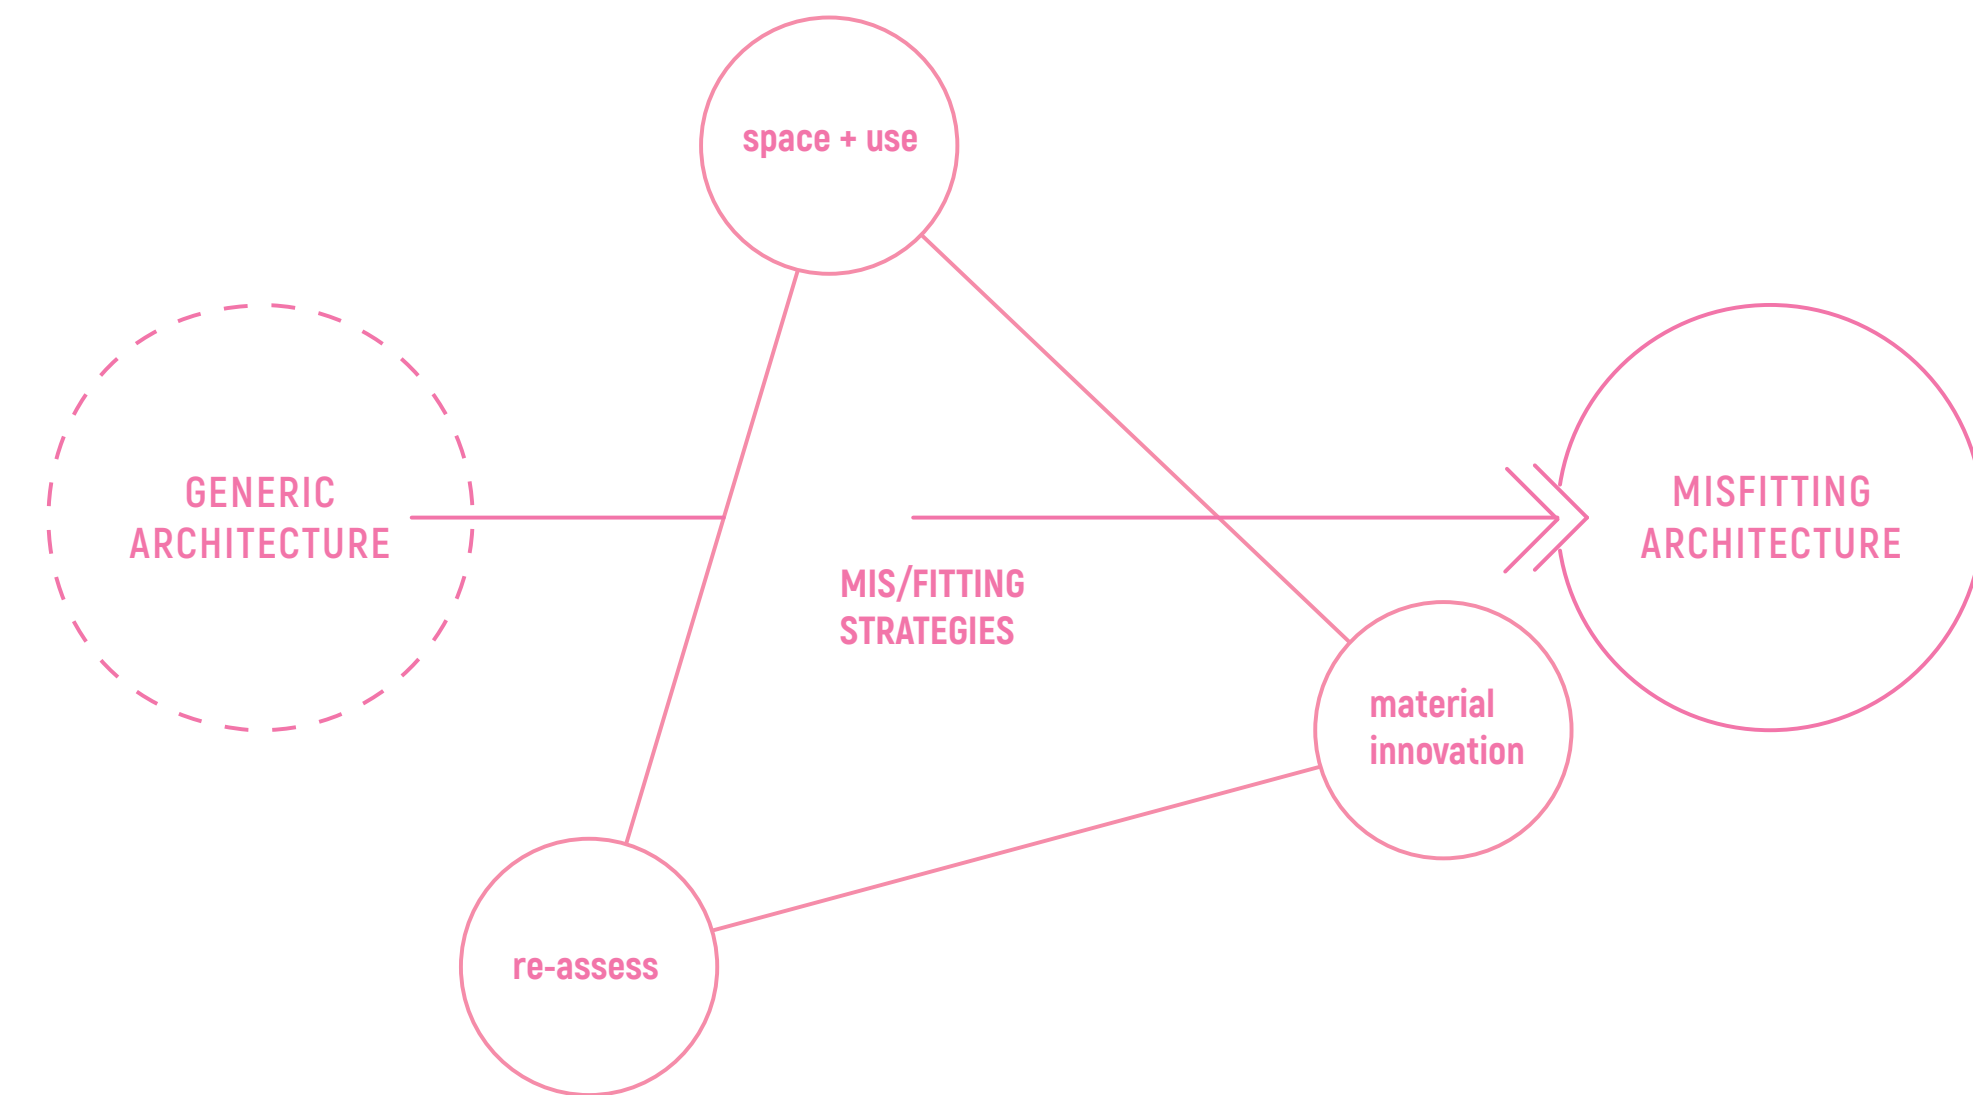 space + use
GENERIC
ARCHITECTURE
MISFITTING
ARCHITECTURE
MIS/FITTING
STRATEGIES
material
innovation
re-assess